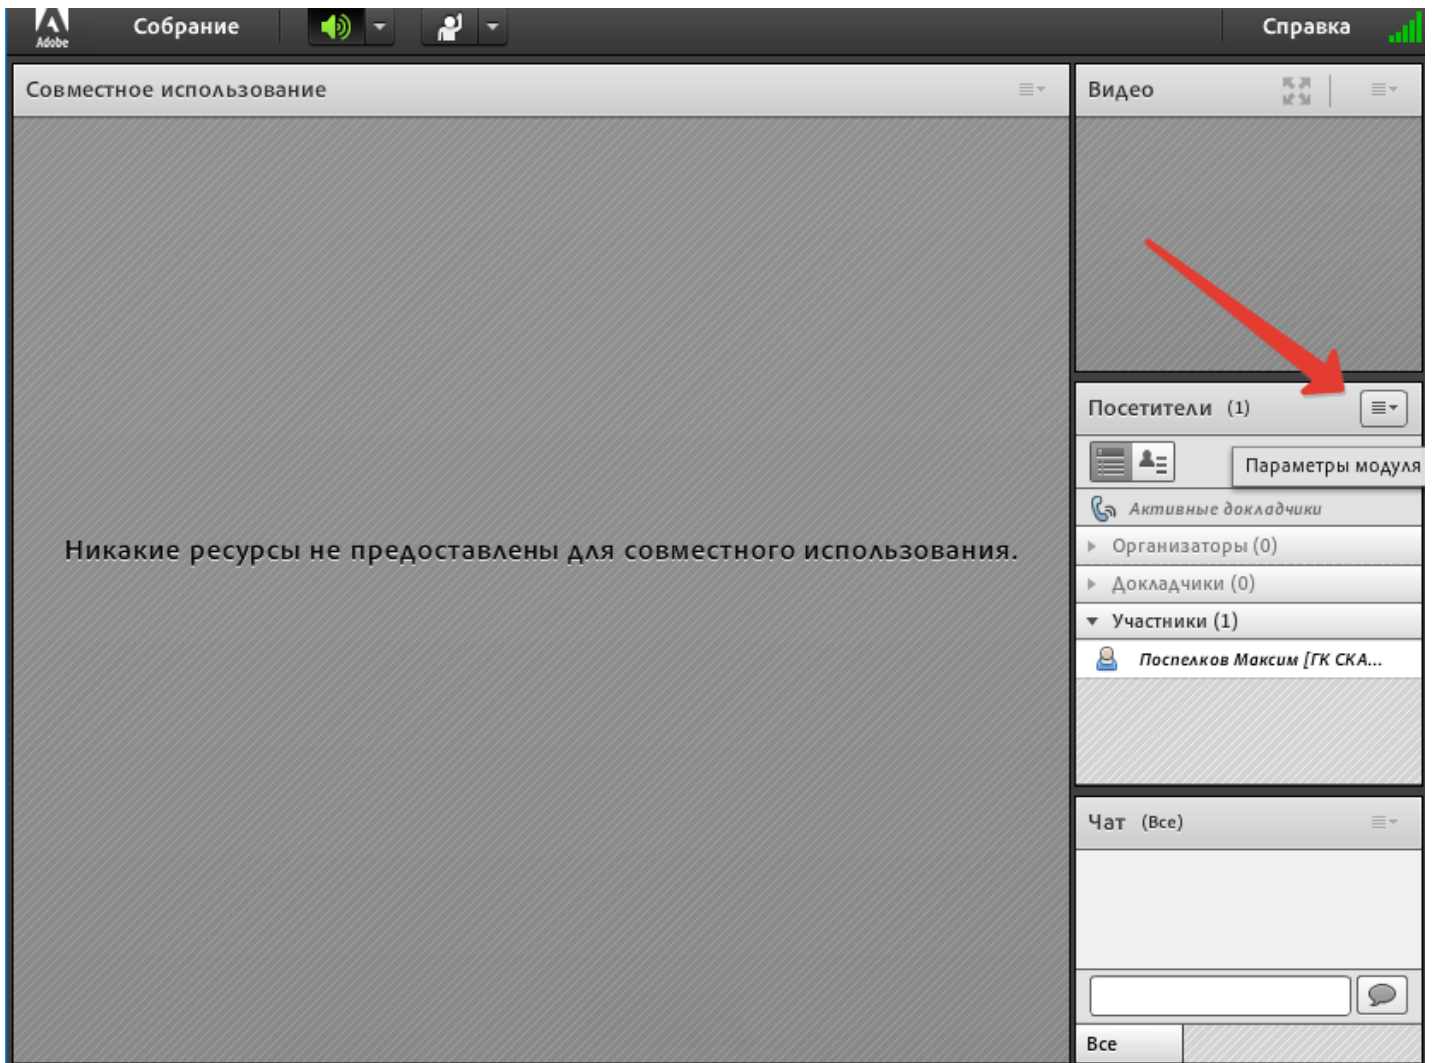 Adobe
Собрание
Справка
Совместное использование
Видео
Никакие ресурсы не предоставлены для совместного использования.
Посетители (1)
Параметры модуля
Активные докладчики
Организаторы (0)
Докладчики (0)
Участники (1)
Поспелков Максим [ГК СКА...
Чат (Все)
Все